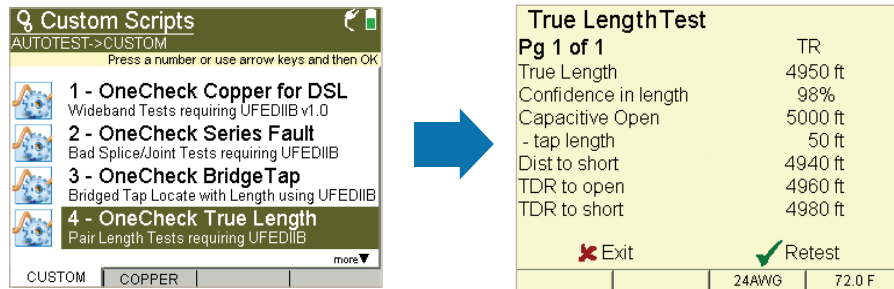 Custom Scripts
AUTOTEST->CUSTOM
Press a number or use arrow keys and then OK
1 - OneCheck Copper for DSL
Wideband Tests requiring UFEDIIB v1.0
2 - OneCheck Series Fault
Bad Splice/Joint Tests requiring UFEDIIB
3 - OneCheck BridgeTap
Bridged Tap Locate with Length using UFEDIIB
4 - OneCheck True Length
Pair Length Tests requiring UFEDIIB
more▼
CUSTOM COPPER
True LengthTest
Pg 1 of 1 TR
True Length 4950 ft
Confidence in length 98%
Capacitive Open 5000 ft
- tap length 50 ft
Dist to short 4940 ft
TDR to open 4960 ft
TDR to short 4980 ft
Exit Retest
24AWG 72.0 F